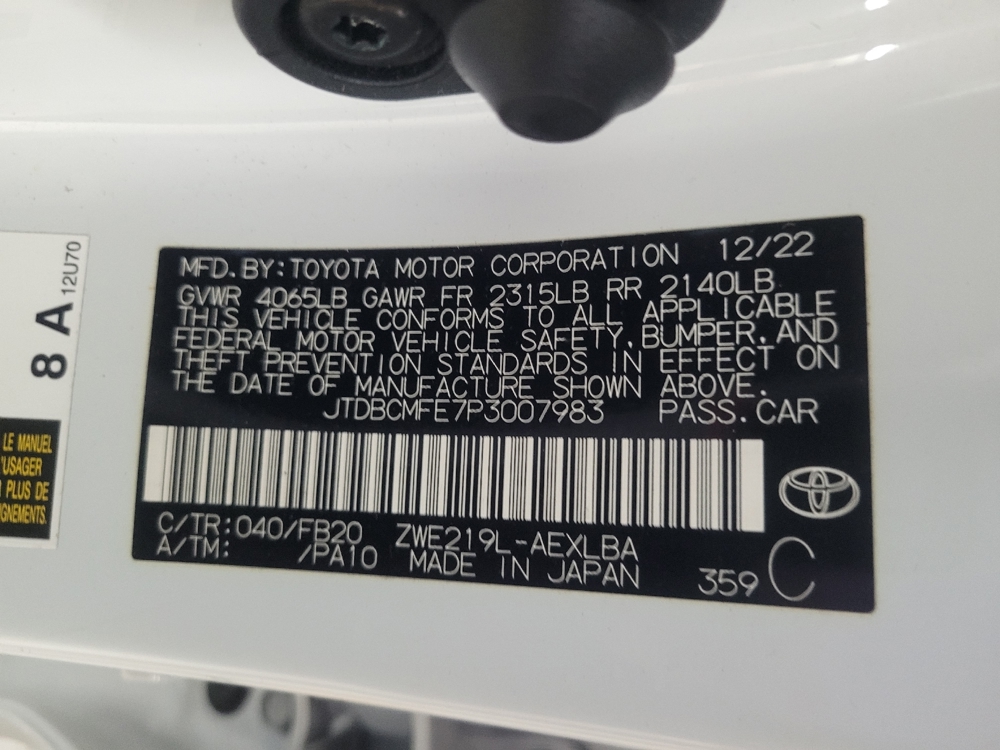 8 A
12U70
LE MANUEL
'USAGER
PLUS DE
GNEMENTS.
MFD. BY: TOYOTA MOTOR CORPORATION 12/22
GVWR 4065LB GAWR FR 2315LB RR 2140LB
THIS VEHICLE CONFORMS TO ALL APPLICABLE
FEDERAL MOTOR VEHICLE SAFETY, BUMPER, AND
THEFT PREVENTION STANDARDS IN EFFECT ON
THE DATE OF MANUFACTURE SHOWN ABOVE.
JTDBCMFE7P3007983 PASS. CAR
C/TR: 040/FB20 ZWE219L-AEXLBA
A/TM: /PA10 MADE IN JAPAN 359 C